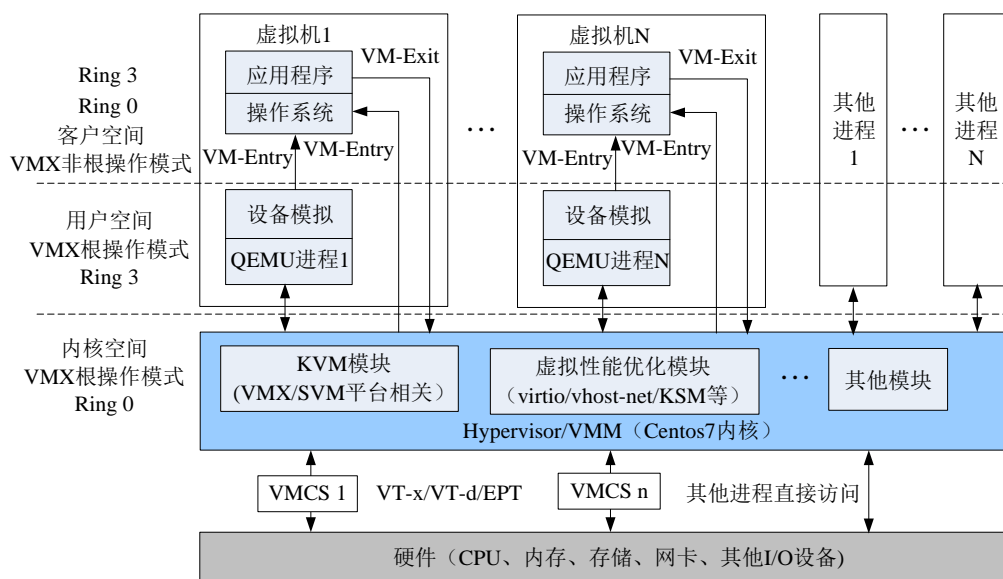 虚拟机1
虚拟机N
VM-Exit
VM-Exit
Ring 3
Ring 0
客户空间
VMX非根操作模式
应用程序
操作系统
VM-Entry
VM-Entry
…
应用程序
操作系统
VM-Entry
VM-Entry
其他
进程
1
…
其他
进程
N
用户空间
VMX根操作模式
Ring 3
设备模拟
QEMU进程1
设备模拟
QEMU进程N
内核空间
VMX根操作模式
Ring 0
KVM模块
(VMX/SVM平台相关)
虚拟性能优化模块
(virtio/vhost-net/KSM等)
…
其他模块
Hypervisor/VMM（Centos7内核）
VMCS 1
VT-x/VT-d/EPT
VMCS n
其他进程直接访问
硬件（CPU、内存、存储、网卡、其他I/O设备)